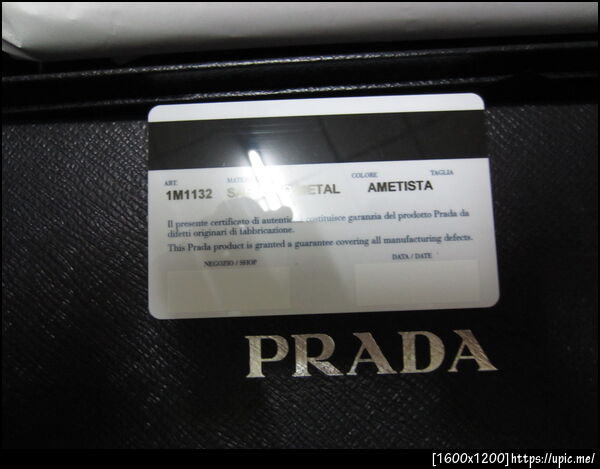 ART.
COLORE
TAGLIA
1M1132
METAL
AMETISTA
Il presente certificato di autenticità costituisce garanzia del prodotto Prada da
difetti originari di fabbricazione.
This Prada product is granted a guarantee covering all manufacturing defects.
NEGOZIO / SHOP
DATA / DATE
PRADA
[1600x1200]https://upic.me/